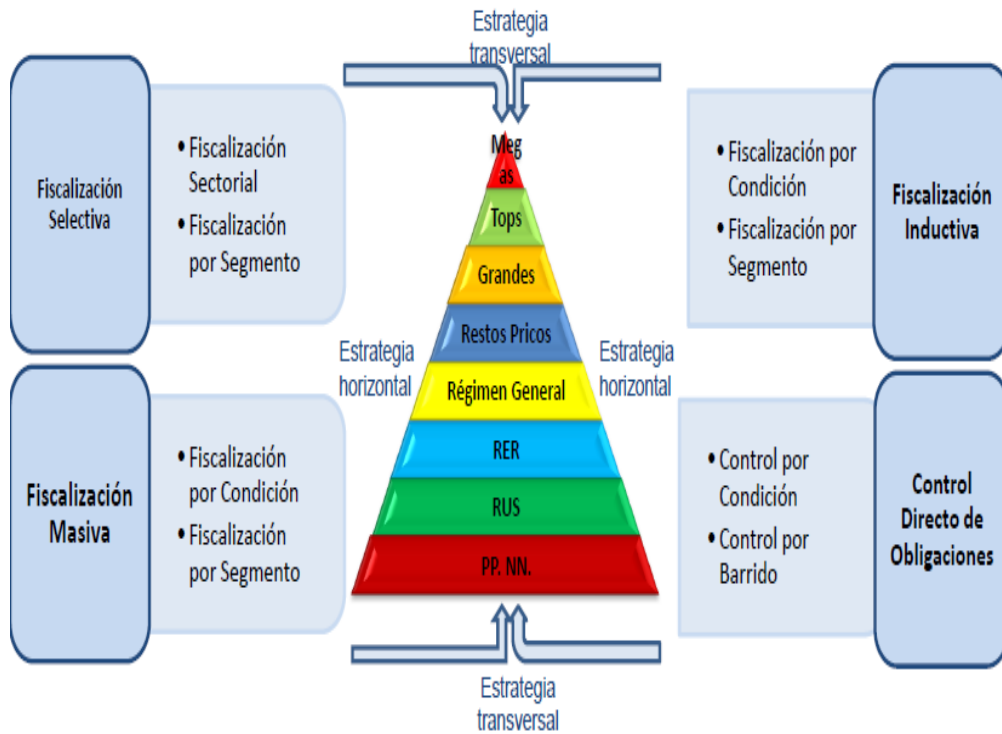 Estrategia
transversal
Fiscalización
Selectiva
• Fiscalización
Sectorial
• Fiscalización
por Segmento
Meg
as
Tops
Grandes
Restos Pricos
Régimen General
RER
RUS
PP. NN.
• Fiscalización por
Condición
• Fiscalización por
Segmento
Fiscalización
Inductiva
Estrategia
horizontal
Estrategia
horizontal
Fiscalización
Masiva
• Fiscalización
por Condición
• Fiscalización
por Segmento
• Control por
Condición
• Control por
Barrido
Control
Directo de
Obligaciones
Estrategia
transversal